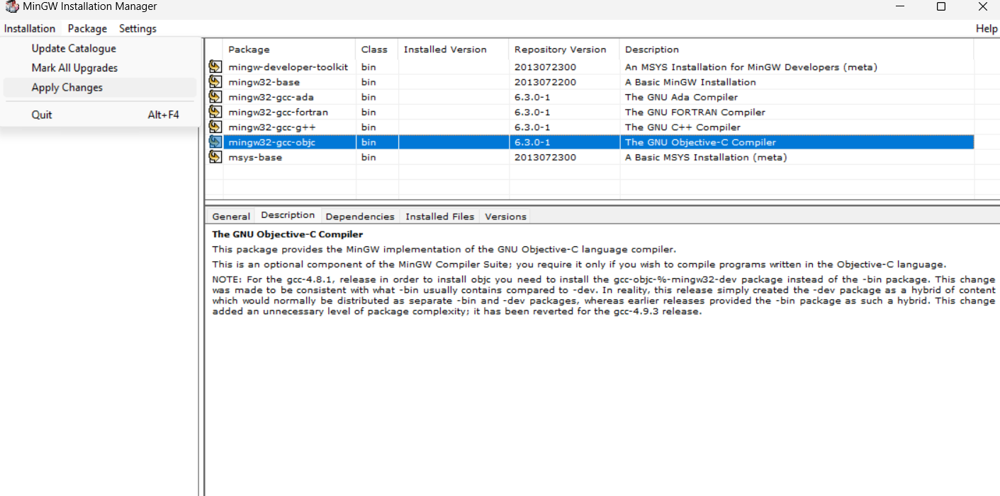 MinGW Installation Manager
Installation Package Settings Help
Update Catalogue
Mark All Upgrades
Apply Changes
Quit Alt+F4
Package Class Installed Version Repository Version Description
mingw-developer-toolkit bin 2013072300 An MSYS Installation for MinGW Developers (meta)
mingw32-base bin 2013072200 A Basic MinGW Installation
mingw32-gcc-ada bin 6.3.0-1 The GNU Ada Compiler
mingw32-gcc-fortran bin 6.3.0-1 The GNU FORTRAN Compiler
mingw32-gcc-g++ bin 6.3.0-1 The GNU C++ Compiler
mingw32-gcc-objc bin 6.3.0-1 The GNU Objective-C Compiler
msys-base bin 2013072300 A Basic MSYS Installation (meta)
General Description Dependencies Installed Files Versions
The GNU Objective-C Compiler
This package provides the MinGW implementation of the GNU Objective-C language compiler.
This is an optional component of the MinGW Compiler Suite; you require it only if you wish to compile programs written in the Objective-C language.
NOTE: For the gcc-4.8.1, release in order to install objc you need to install the gcc-objc-%-mingw32-dev package instead of the -bin package. This change
was made to be consistent with what -bin usually contains compared to -dev. In reality, this release simply created the -dev package as a hybrid of content
which would normally be distributed as separate -bin and -dev packages, whereas earlier releases provided the -bin package as such a hybrid. This change
added an unnecessary level of package complexity; it has been reverted for the gcc-4.9.3 release.